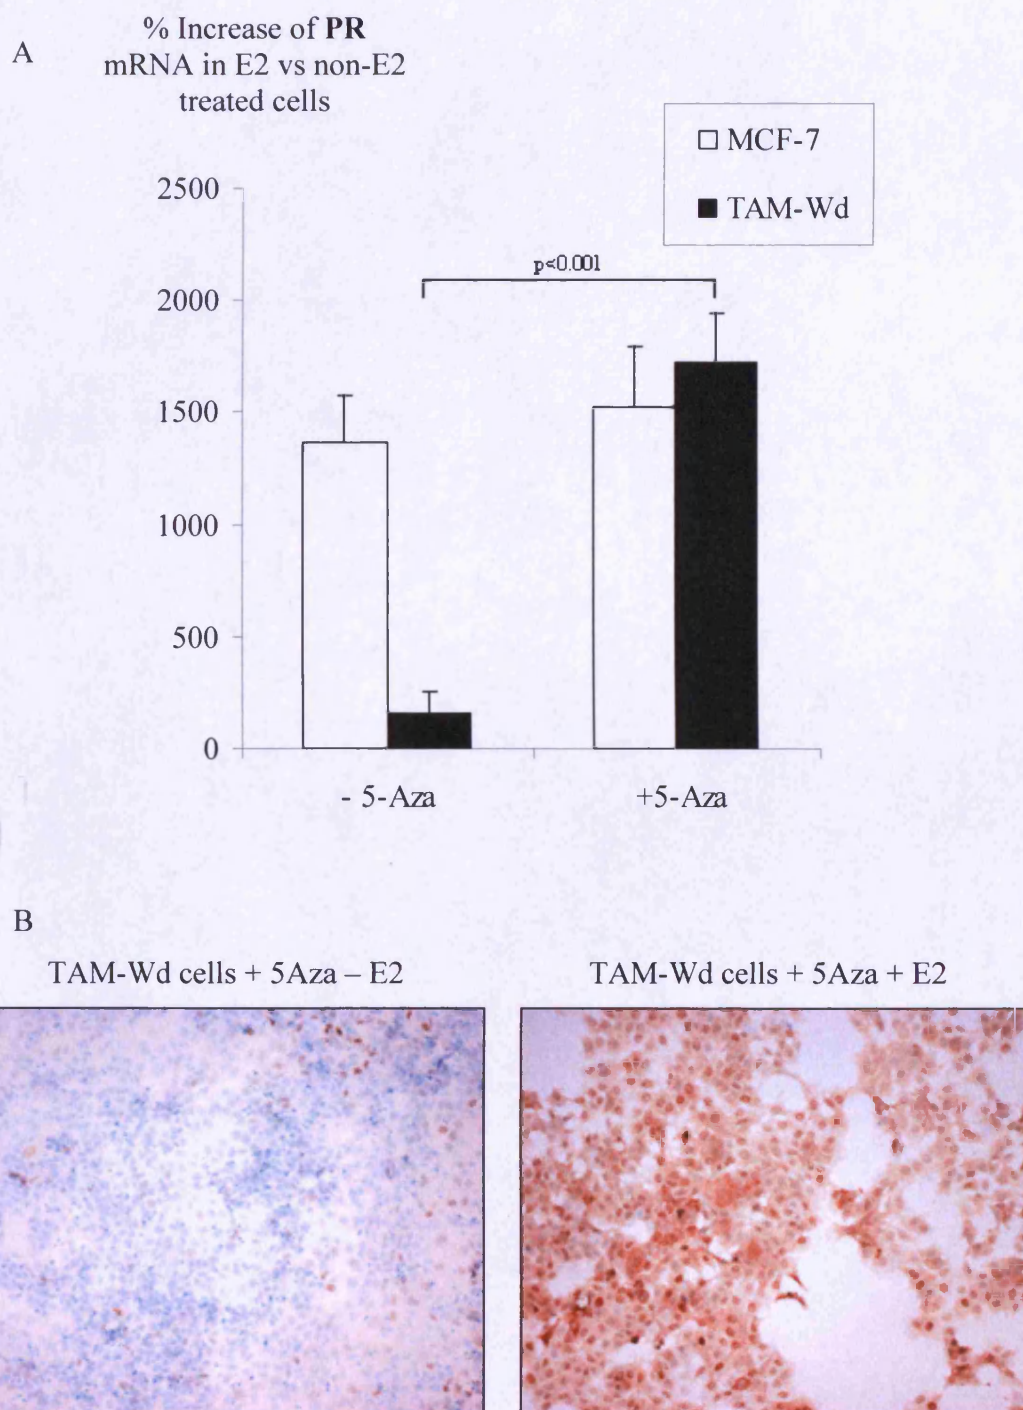 A
% Increase of PR
mRNA in E2 vs non-E2
treated cells
MCF-7
TAM-Wd
2500
2000
1500
1000
500
0
p<0.001
- 5-Aza
+5-Aza
B
TAM-Wd cells + 5Aza – E2
TAM-Wd cells + 5Aza + E2